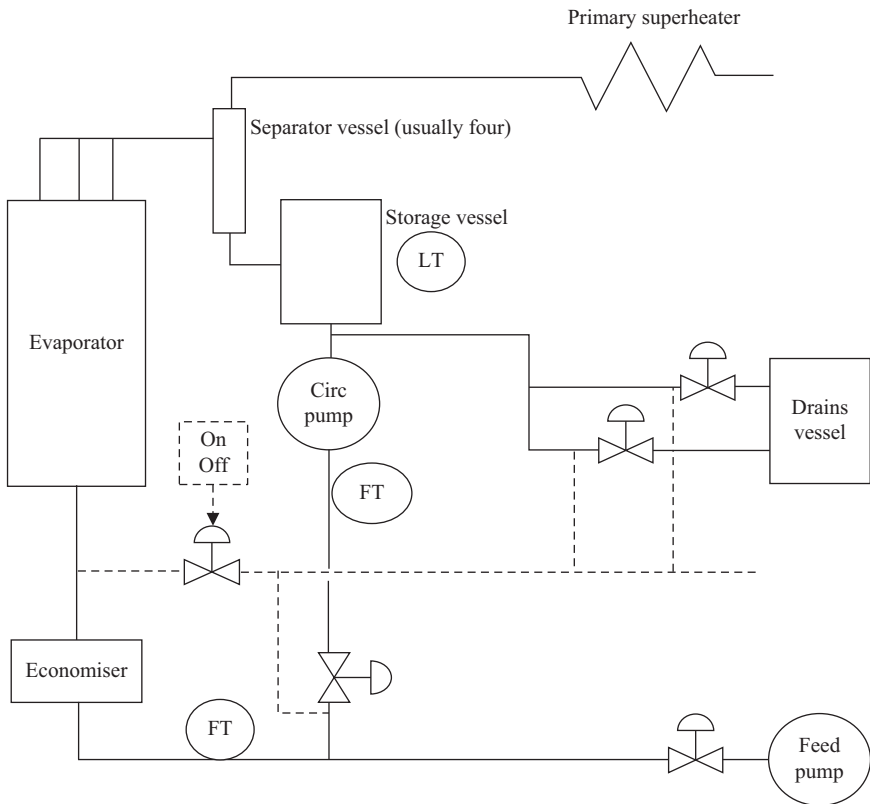 Primary superheater
Separator vessel (usually four)
Storage vessel
LT
Evaporator
Circ
pump
Drains
vessel
On
Off
FT
Economiser
FT
Feed
pump